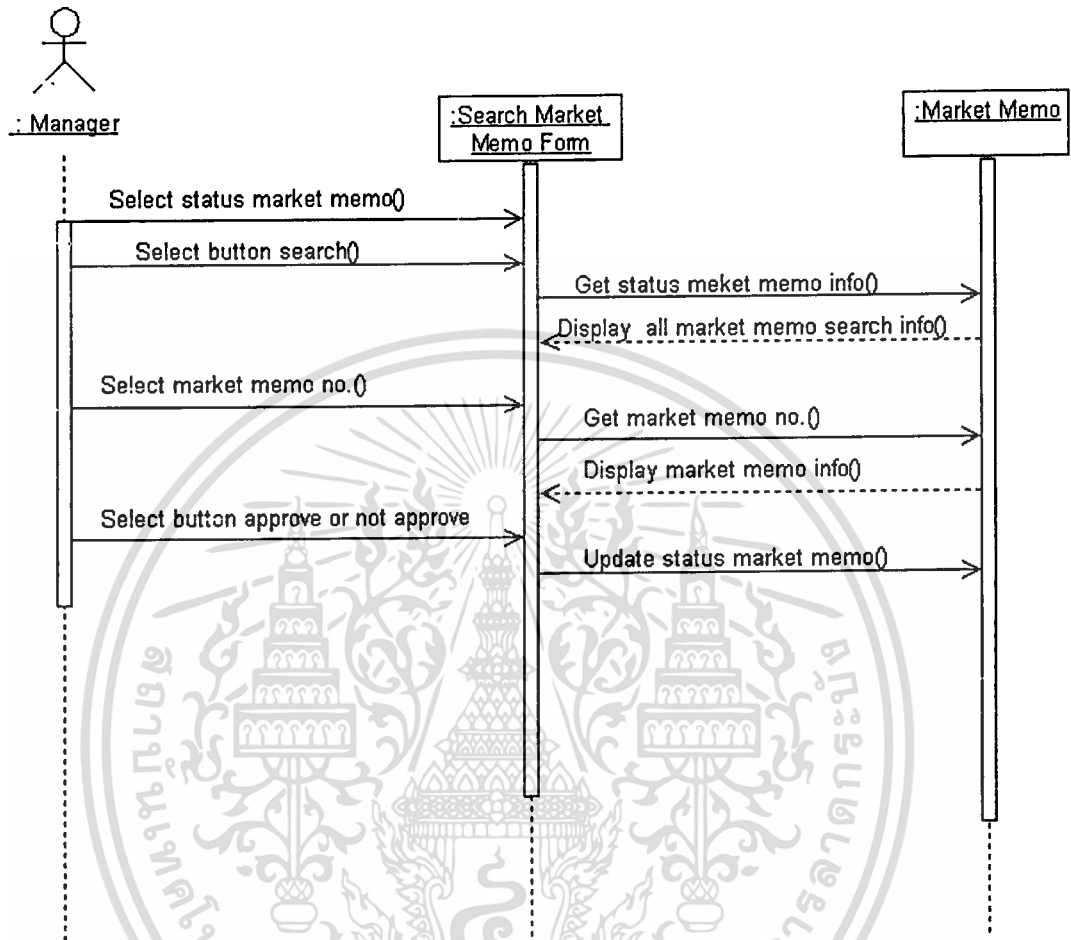 : Manager
:Search Market
Memo Form
:Market Memo
Select status market memo()
Select button search()
Get status meket memo info()
Display all market memo search info()
Select market memo no.()
Get market memo no.()
Display market memo info()
Select button approve or not approve
Update status market memo()